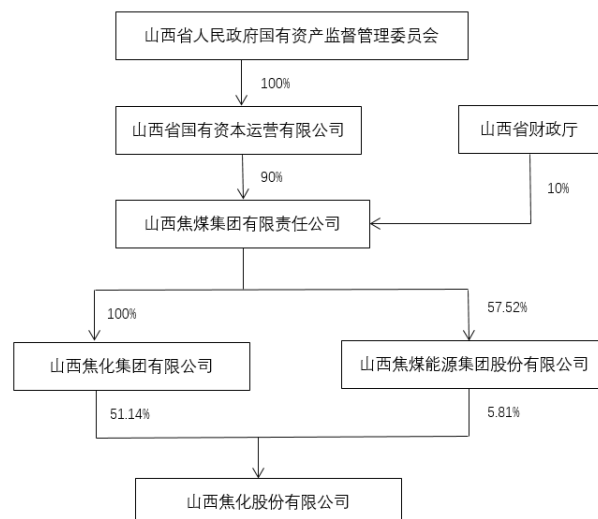 山西省人民政府国有资产监督管理委员会
100%
山西省国有资本运营有限公司
山西省财政厅
90%
10%
山西焦煤集团有限责任公司
100%
57.52%
山西焦化集团有限公司
山西焦煤能源集团股份有限公司
51.14%
5.81%
山西焦化股份有限公司